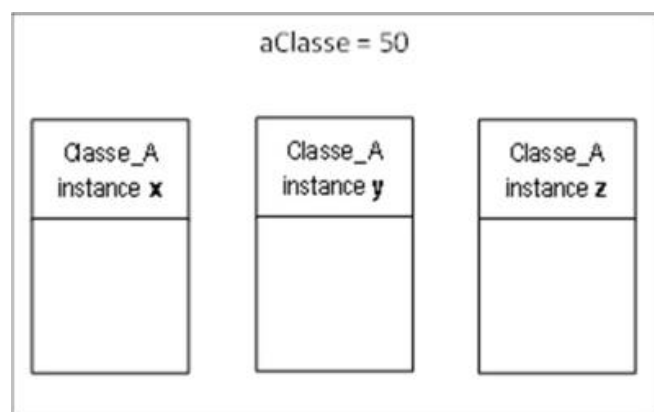 aClasse = 50
Classe_A
instance x
Classe_A
instance y
Classe_A
instance z